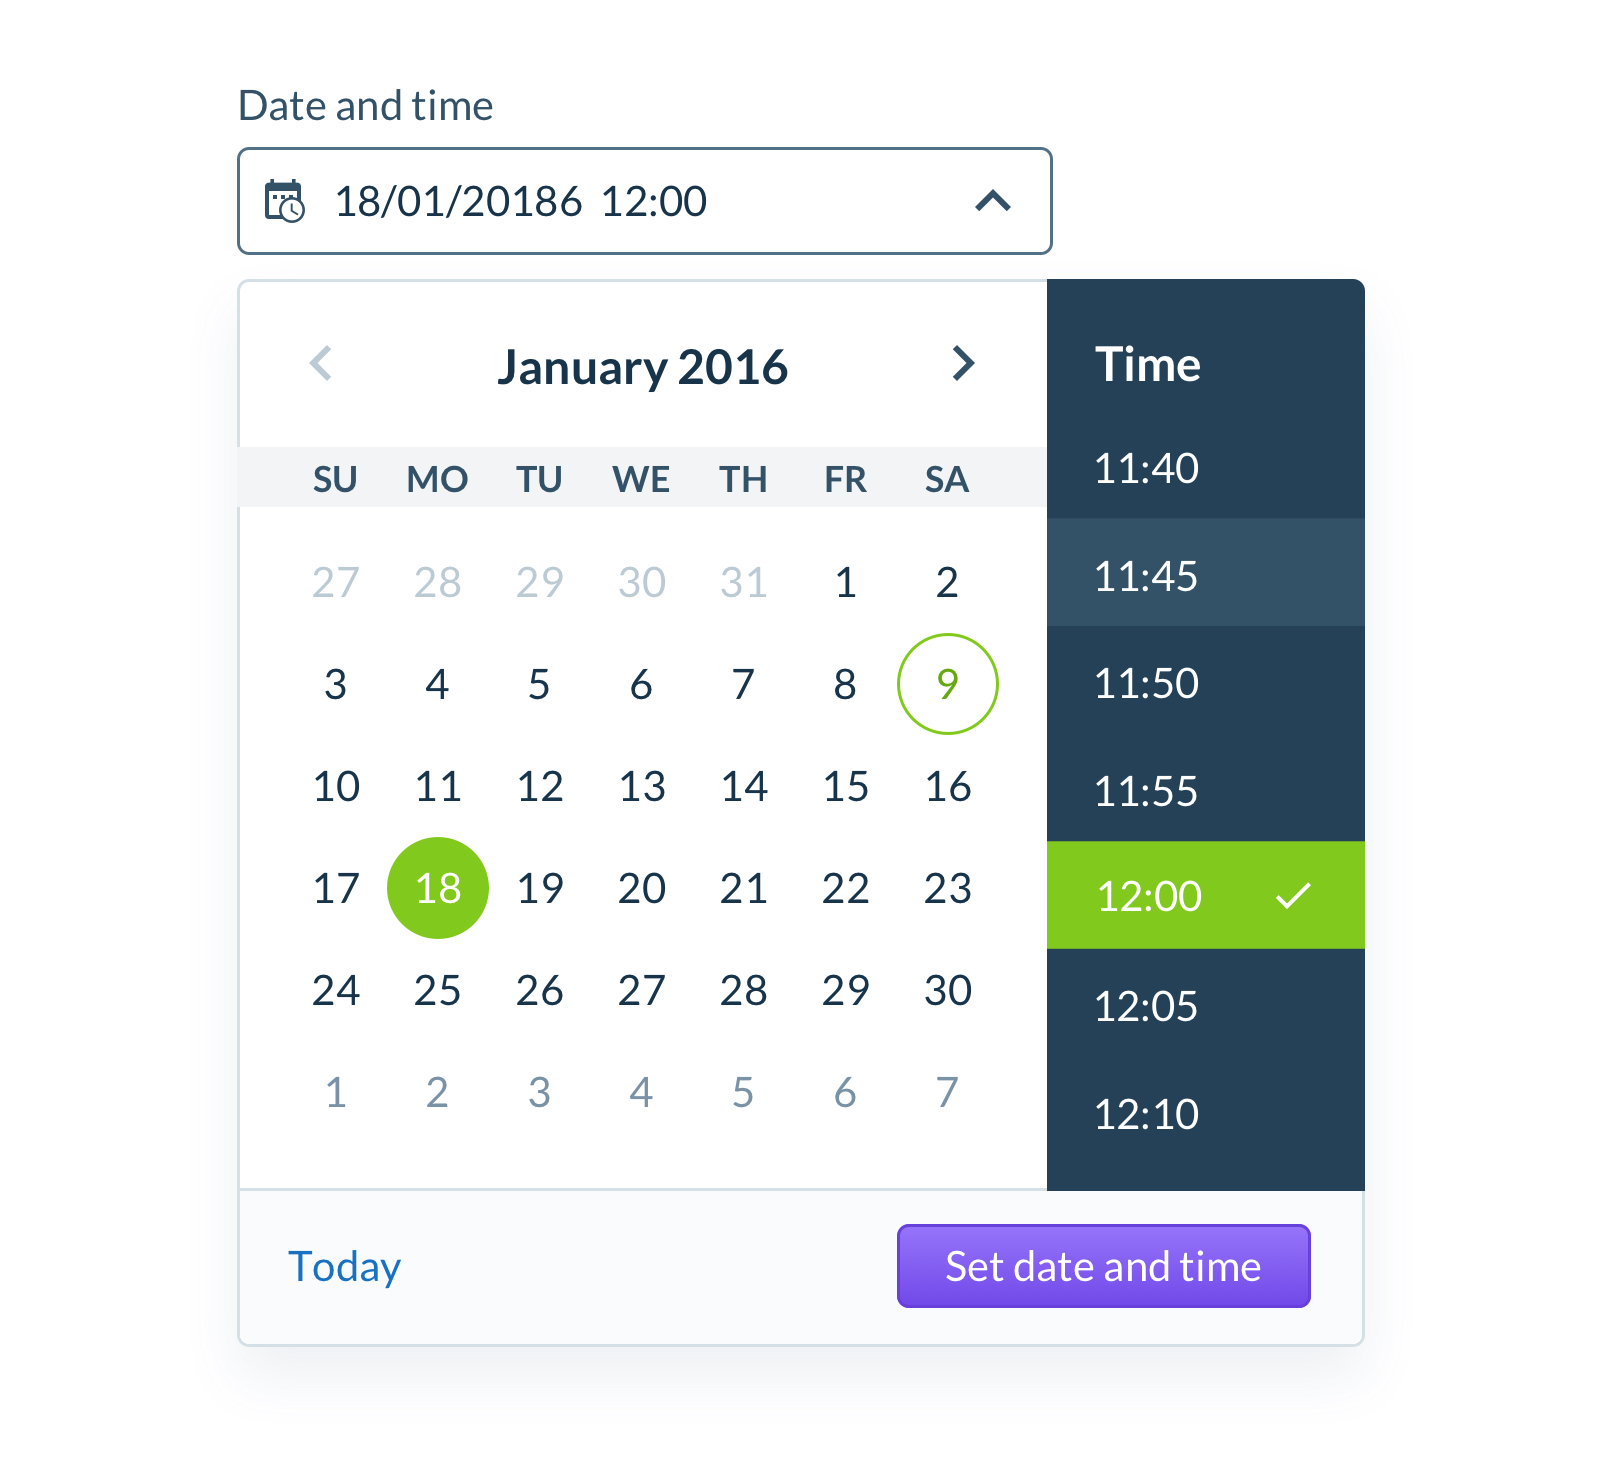 Date and time
18/01/20186 12:00
January 2016
SU MO TU WE TH FR SA
27 28 29 30 31 1 2
3 4 5 6 7 8 9
10 11 12 13 14 15 16
17 18 19 20 21 22 23
24 25 26 27 28 29 30
1 2 3 4 5 6 7
Time
11:40
11:45
11:50
11:55
12:00
12:05
12:10
Today
Set date and time